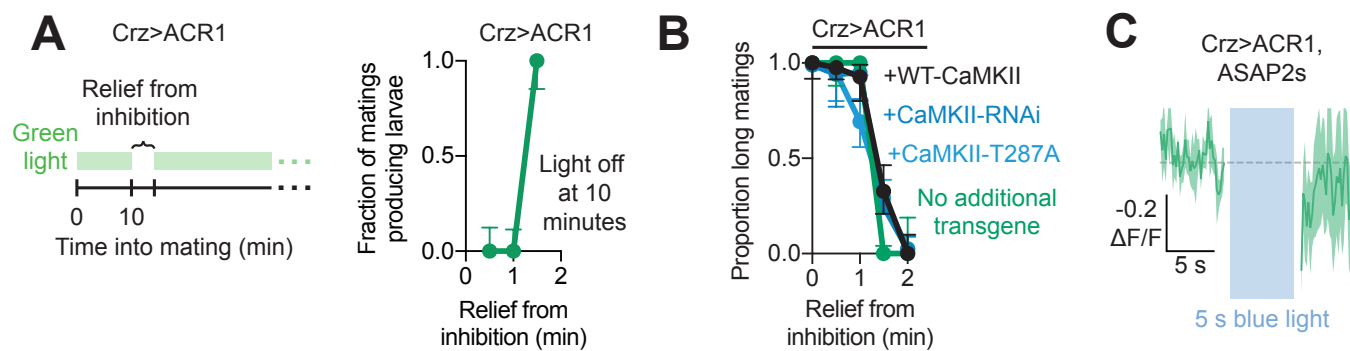 A
Crz>ACR1
Relief from
inhibition
Green
light
0
10
Time into mating (min)
Crz>ACR1
Fraction of matings
producing larvae
1.0
0.5
0.0
0
1
2
Light off
at 10
minutes
Relief from
inhibition (min)
B
Crz>ACR1
Proportion long matings
1.0
0.5
0.0
0
1
2
+WT-CaMKII
+CaMKII-RNAi
+CaMKII-T287A
No additional
transgene
Relief from
inhibition (min)
C
Crz>ACR1,
ASAP2s
-0.2
ΔF/F
5 s
5 s blue light